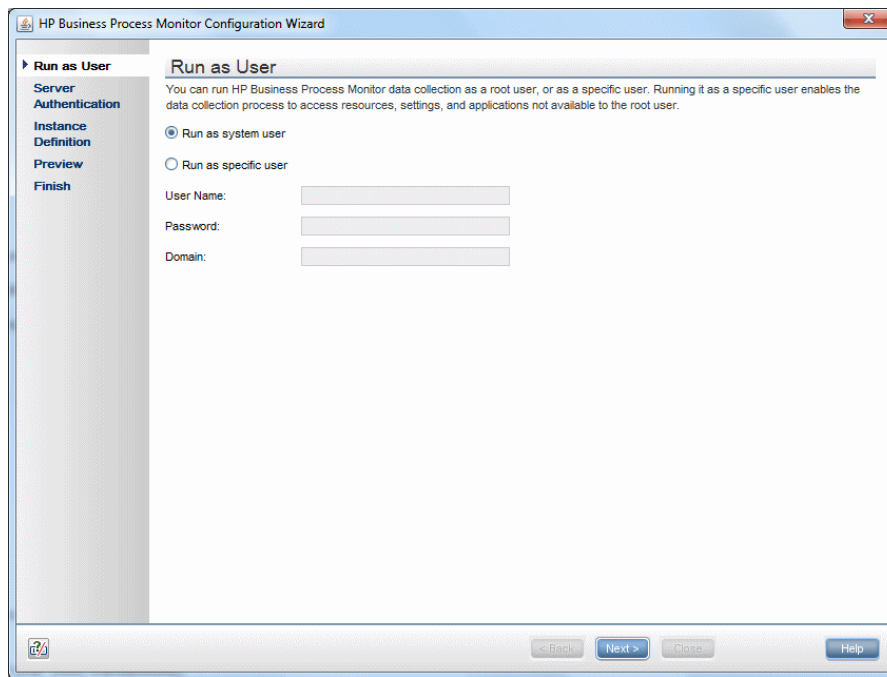 HP Business Process Monitor Configuration Wizard
Run as User
Server
Authentication
Instance
Definition
Preview
Finish
Run as User
You can run HP Business Process Monitor data collection as a root user, or as a specific user. Running it as a specific user enables the
data collection process to access resources, settings, and applications not available to the root user.
Run as system user
Run as specific user
User Name:
Password:
Domain:
< Back
Next >
Close
Help